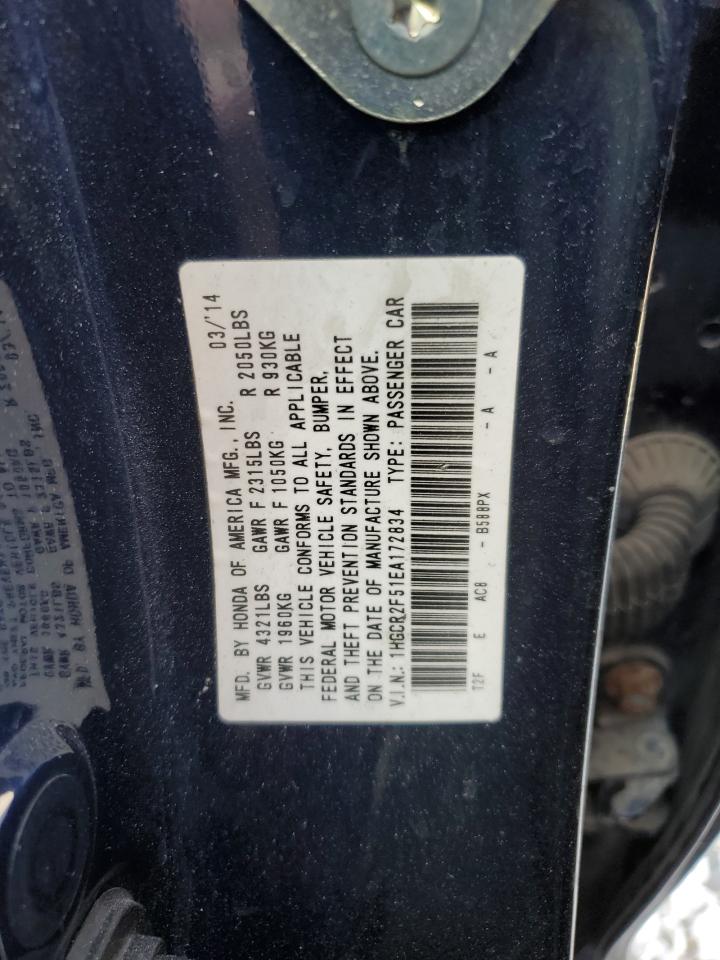 MFD. BY HONDA OF AMERICA MFG., INC. 03/'14
GVWR 4321LBS GAWR F 2315LBS R 2050LBS
GVWR 1960KG GAWR F 1050KG R 930KG
THIS VEHICLE CONFORMS TO ALL APPLICABLE
FEDERAL MOTOR VEHICLE SAFETY, BUMPER,
AND THEFT PREVENTION STANDARDS IN EFFECT
ON THE DATE OF MANUFACTURE SHOWN ABOVE.
V.I.N.: 1HGCR2F51EA172834 TYPE: PASSENGER CAR
T2F E AC8 - B588PX - A - A